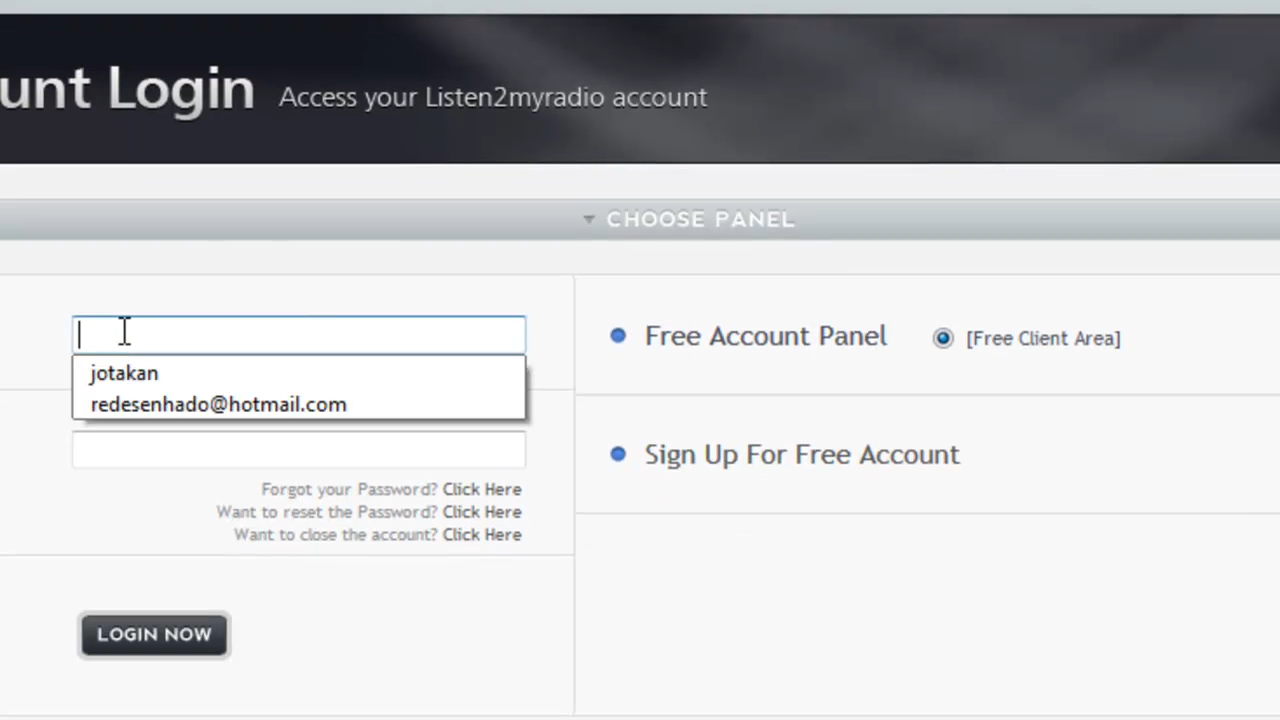 unt Login Access your Listen2myradio account
CHOOSE PANEL
jotakan
redesenhado@hotmail.com
Free Account Panel [Free Client Area]
Sign Up For Free Account
Forgot your Password? Click Here
Want to reset the Password? Click Here
Want to close the account? Click Here
LOGIN NOW